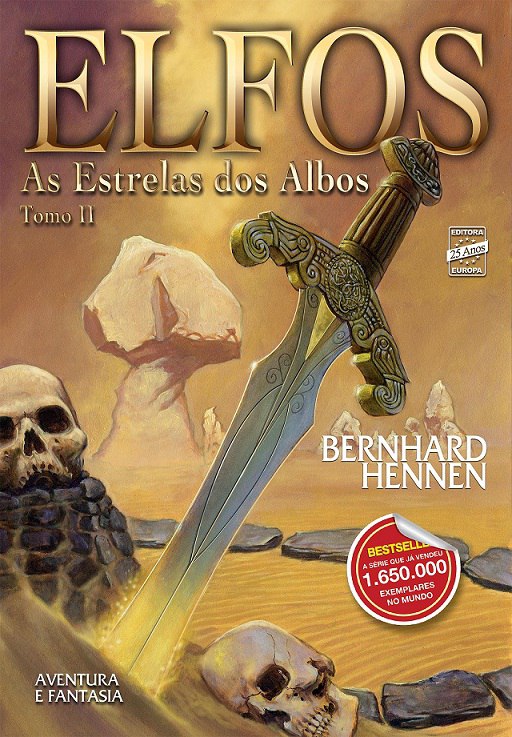 ELFOS
As Estrelas dos Albos
Tomo II
EDITORA
25 Anos
EUROPA
BERNHARD
HENNEN
BESTSELLE
A SÉRIE QUE JÁ VENDEU
1.650.000
EXEMPLARES
NO MUNDO
AVENTURA
E FANTASIA